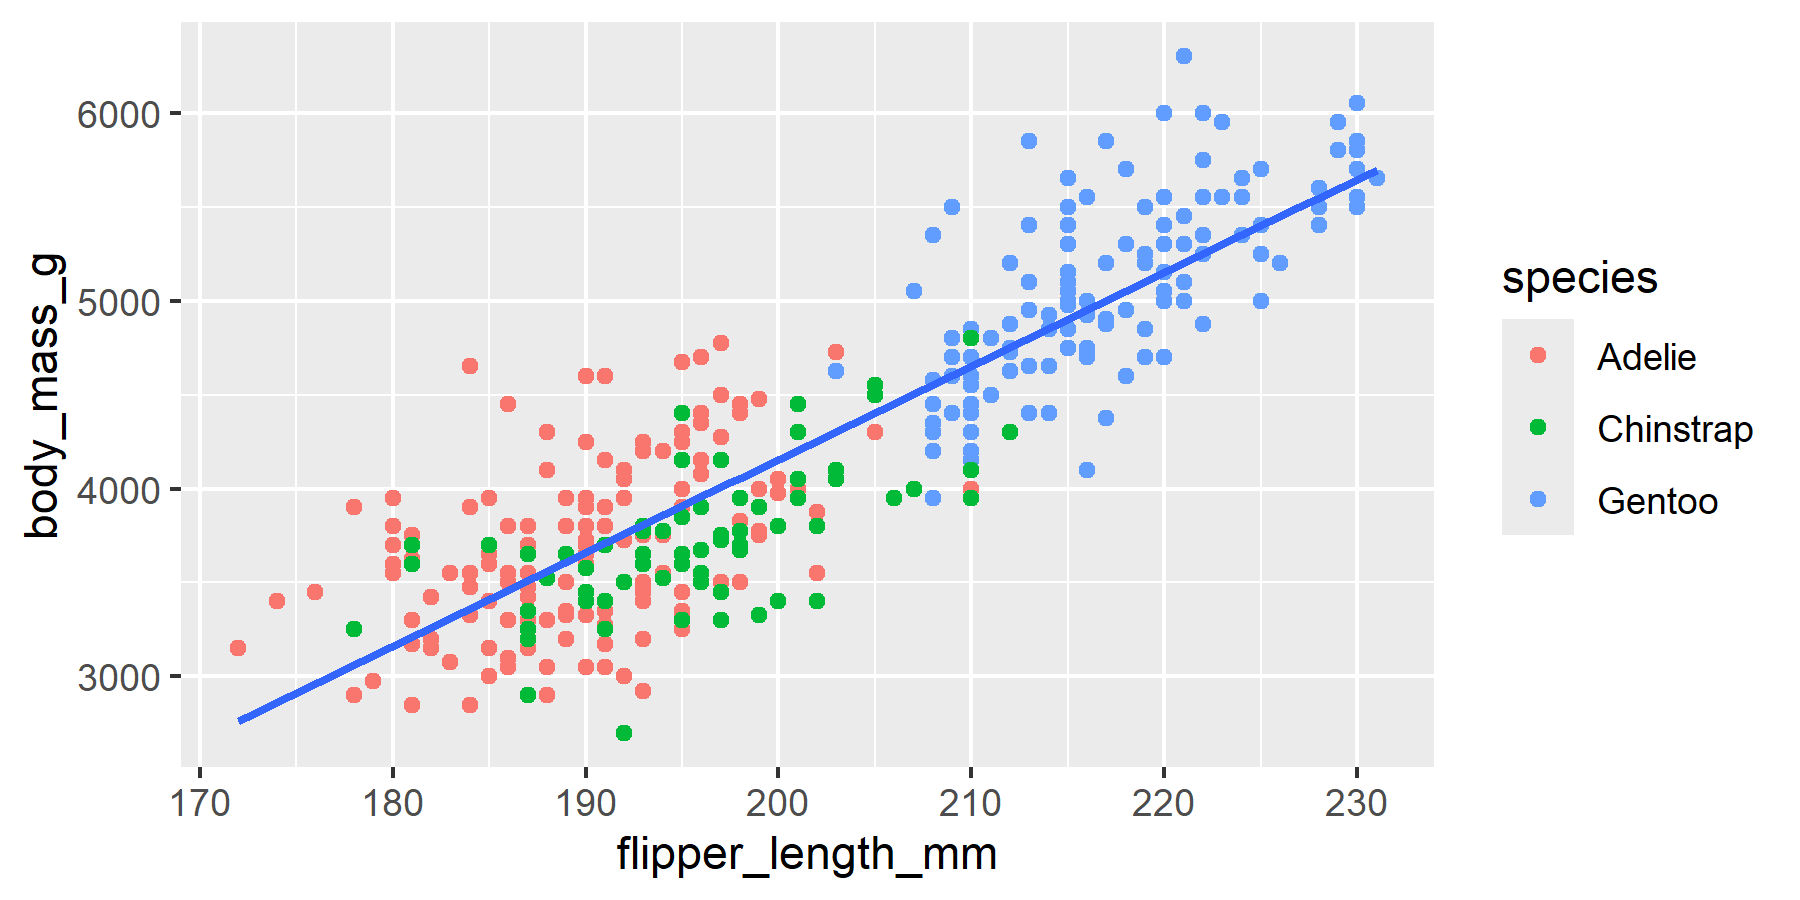 6000
5000
4000
3000
body_mass_g
170 180 190 200 210 220 230
flipper_length_mm
species
Adelie
Chinstrap
Gentoo